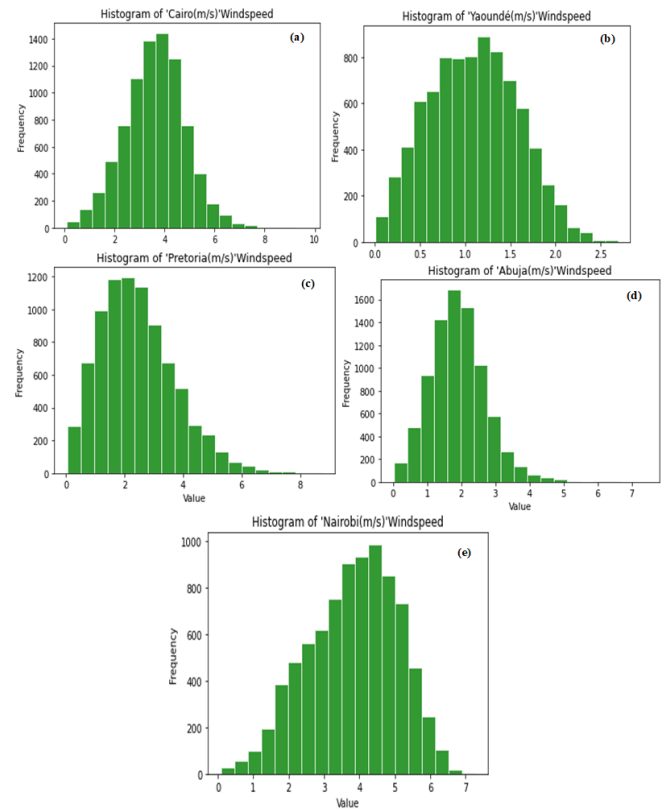 Histogram of 'Cairo(m/s)'Windspeed
(a)
Frequency
1400
1200
1000
800
600
400
200
0
0 2 4 6 8 10
Histogram of 'Yaoundé(m/s)'Windspeed
(b)
Frequency
800
600
400
200
0
0.0 0.5 1.0 1.5 2.0 2.5
Histogram of 'Pretoria(m/s)'Windspeed
(c)
Frequency
1200
1000
800
600
400
200
0
0 2 4 6 8
Value
Histogram of 'Abuja(m/s)'Windspeed
(d)
Frequency
1600
1400
1200
1000
800
600
400
200
0
0 1 2 3 4 5 6 7
Value
Histogram of 'Nairobi(m/s)'Windspeed
(e)
Frequency
1000
800
600
400
200
0
0 1 2 3 4 5 6 7
Value